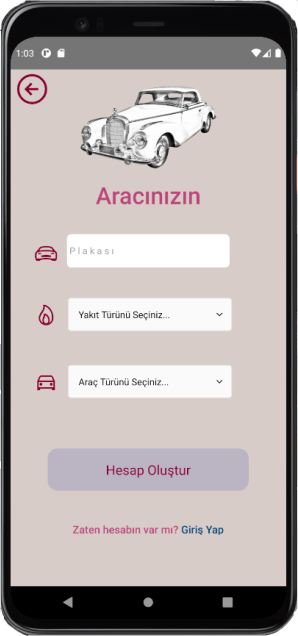 1:03
Aracınızın
Plakası
Yakıt Türünü Seçiniz...
Araç Türünü Seçiniz...
Hesap Oluştur
Zaten hesabın var mı? Giriş Yap